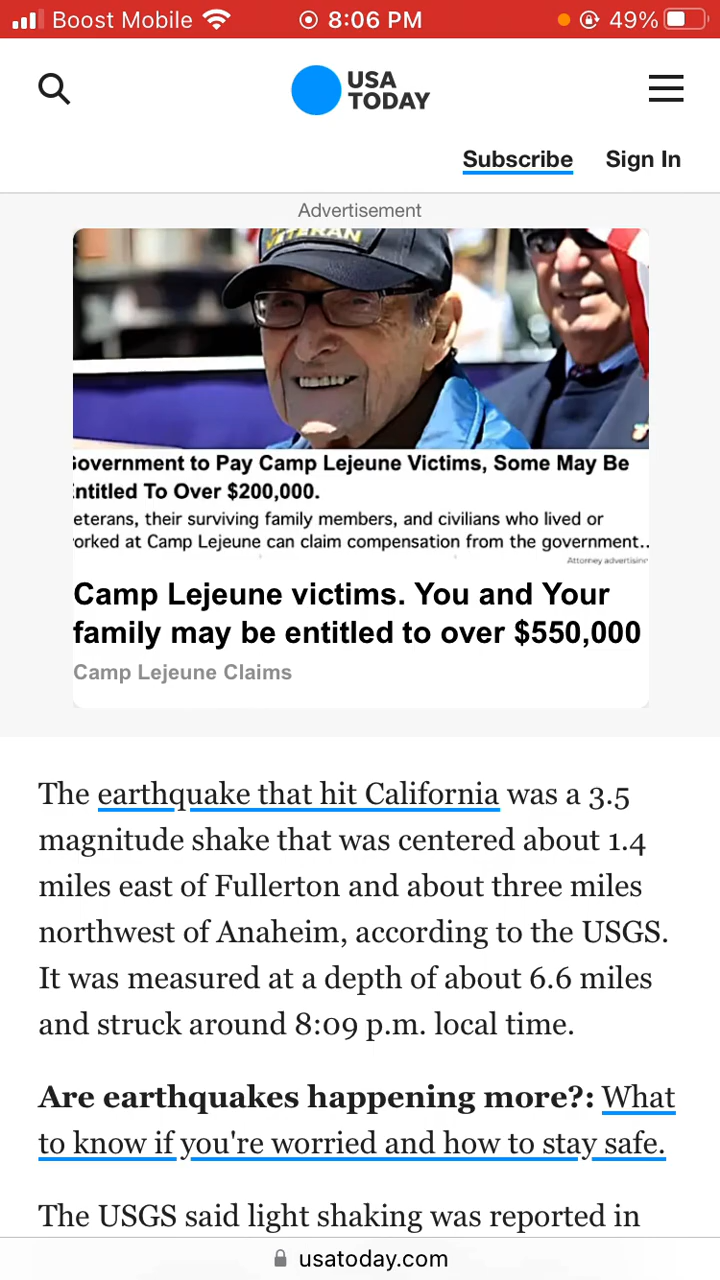 Boost Mobile 8:06 PM 49%
USA
TODAY
Subscribe Sign In
Advertisement
VETERAN
Government to Pay Camp Lejeune Victims, Some May Be
Entitled To Over $200,000.
eterans, their surviving family members, and civilians who lived or
orked at Camp Lejeune can claim compensation from the government..
Attorney advertising
Camp Lejeune victims. You and Your
family may be entitled to over $550,000
Camp Lejeune Claims
The earthquake that hit California was a 3.5
magnitude shake that was centered about 1.4
miles east of Fullerton and about three miles
northwest of Anaheim, according to the USGS.
It was measured at a depth of about 6.6 miles
and struck around 8:09 p.m. local time.
Are earthquakes happening more?: What
to know if you're worried and how to stay safe.
The USGS said light shaking was reported in
usatoday.com